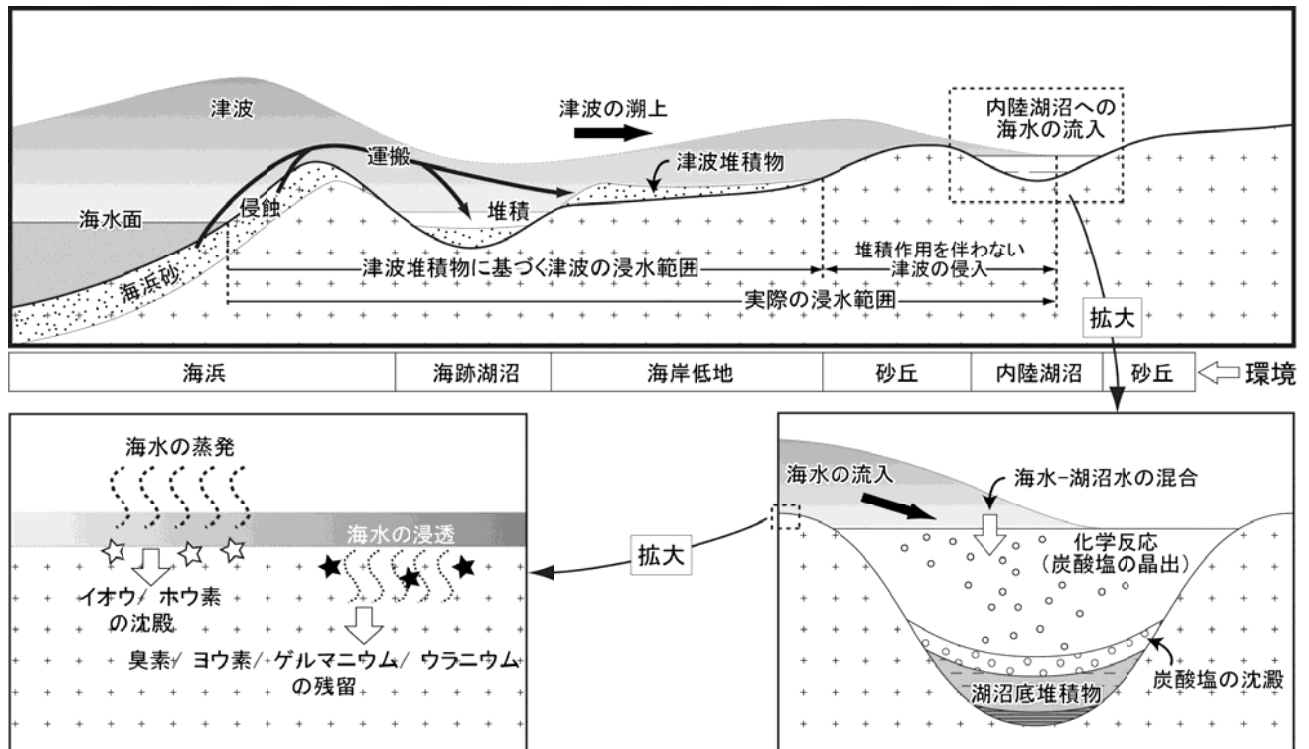 津波
津波の溯上
内陸湖沼への
海水の流入
運搬
津波堆積物
侵蝕
堆積
海水面
海浜砂
堆積作用を伴わない
津波の侵入
津波堆積物に基づく津波の浸水範囲
実際の浸水範囲
拡大
海浜
海跡湖沼
海岸低地
砂丘
内陸湖沼
砂丘
環境
海水の蒸発
海水の浸透
イオウ/ ホウ素
の沈殿
臭素/ ヨウ素/ ゲルマニウム/ ウラニウム
の残留
拡大
海水の流入
海水-湖沼水の混合
化学反応
(炭酸塩の晶出)
炭酸塩の沈澱
湖沼底堆積物